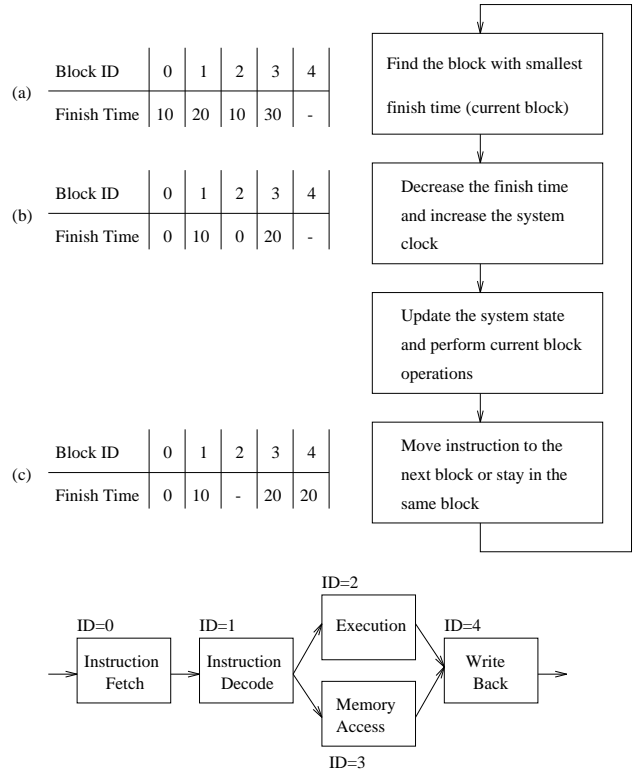 (a)
Block ID 0 1 2 3 4
Finish Time 10 20 10 30 -
Find the block with smallest
finish time (current block)
(b)
Block ID 0 1 2 3 4
Finish Time 0 10 0 20 -
Decrease the finish time
and increase the system
clock
Update the system state
and perform current block
operations
(c)
Block ID 0 1 2 3 4
Finish Time 0 10 - 20 20
Move instruction to the
next block or stay in the
same block
ID=0
Instruction
Fetch
ID=1
Instruction
Decode
ID=2
Execution
Memory
Access
ID=3
ID=4
Write
Back